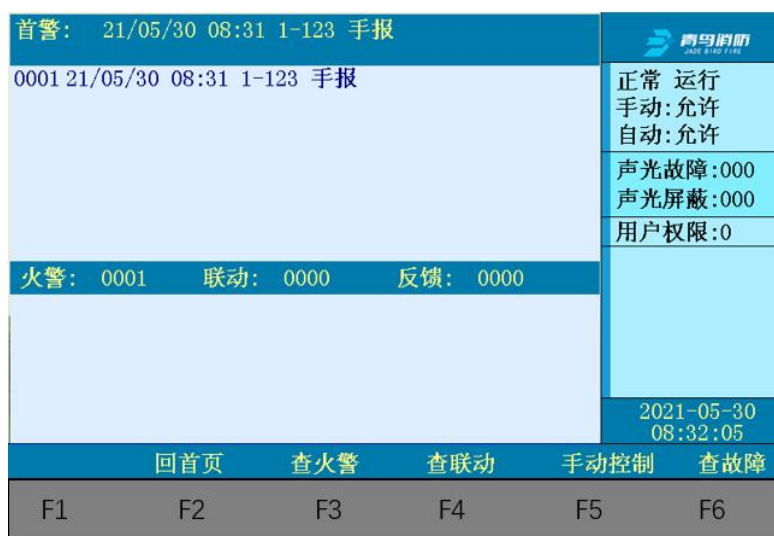 首警: 21/05/30 08:31 1-123 手报
青鸟消防
JADE BIRD FIRE
0001 21/05/30 08:31 1-123 手报
正常 运行
手动:允许
自动:允许
声光故障:000
声光屏蔽:000
用户权限:0
火警: 0001 联动: 0000 反馈: 0000
2021-05-30
08:32:05
回首页 查火警 查联动 手动控制 查故障
F1 F2 F3 F4 F5 F6